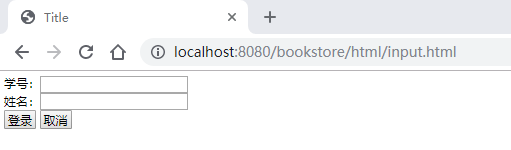 Title
localhost:8080/bookstore/html/input.html
学号:
姓名:
登录 取消